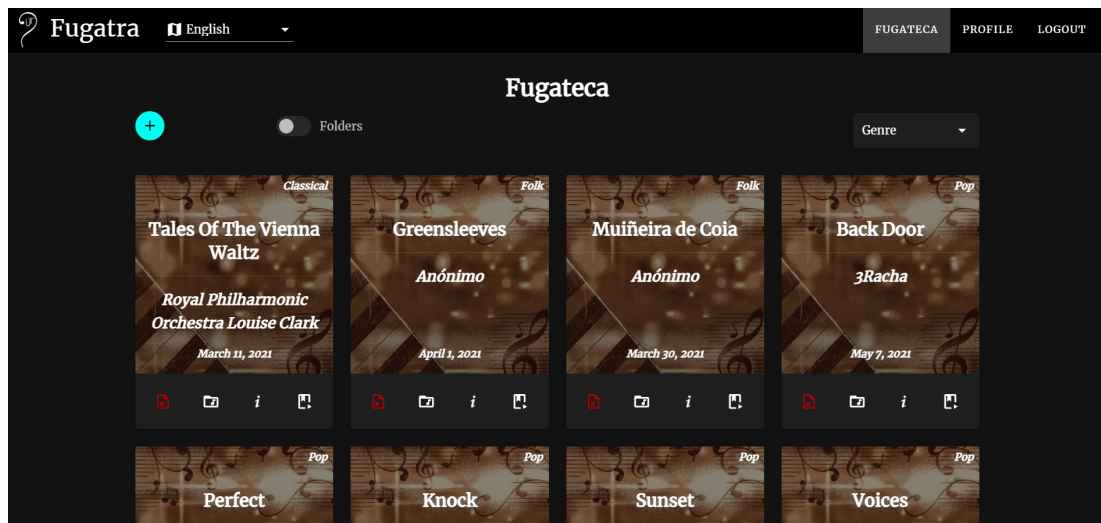 Fugatra
English
FUGATECA PROFILE LOGOUT
Fugateca
Folders
Genre
Classical
Tales Of The Vienna
Waltz
Royal Philharmonic
Orchestra Louise Clark
March 11, 2021
Folk
Greensleeves
Anónimo
April 1, 2021
Folk
Muiñeira de Coia
Anónimo
March 30, 2021
Pop
Back Door
3Racha
May 7, 2021
Pop
Perfect
Pop
Knock
Pop
Sunset
Pop
Voices